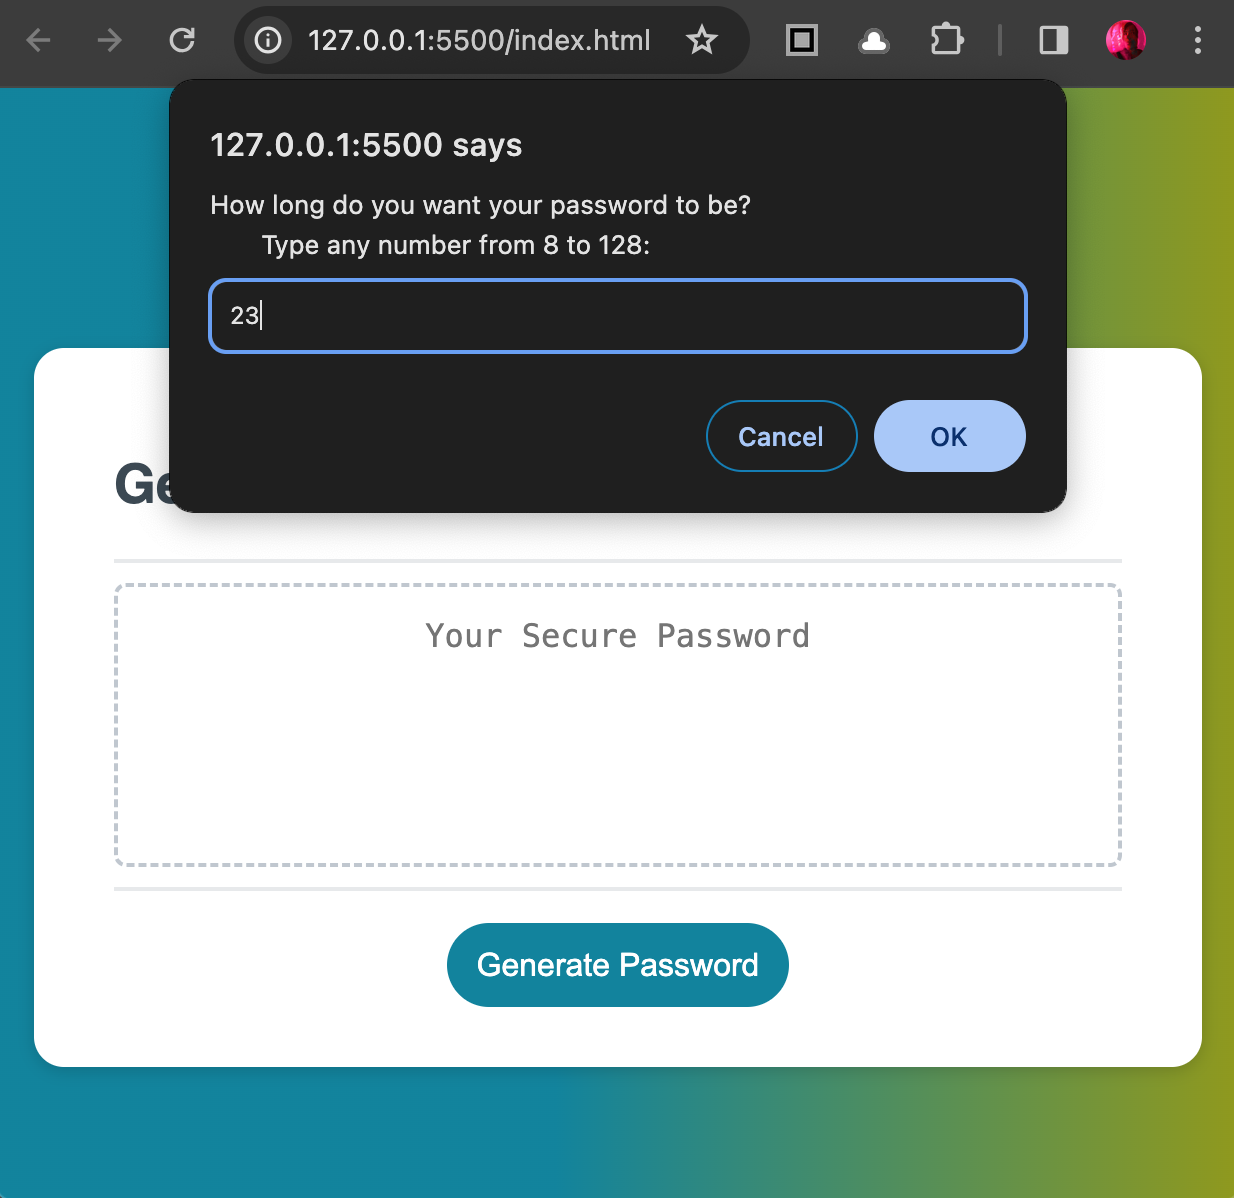 127.0.0.1:5500/index.html
127.0.0.1:5500 says
How long do you want your password to be?
Type any number from 8 to 128:
23
Cancel
OK
Your Secure Password
Generate Password